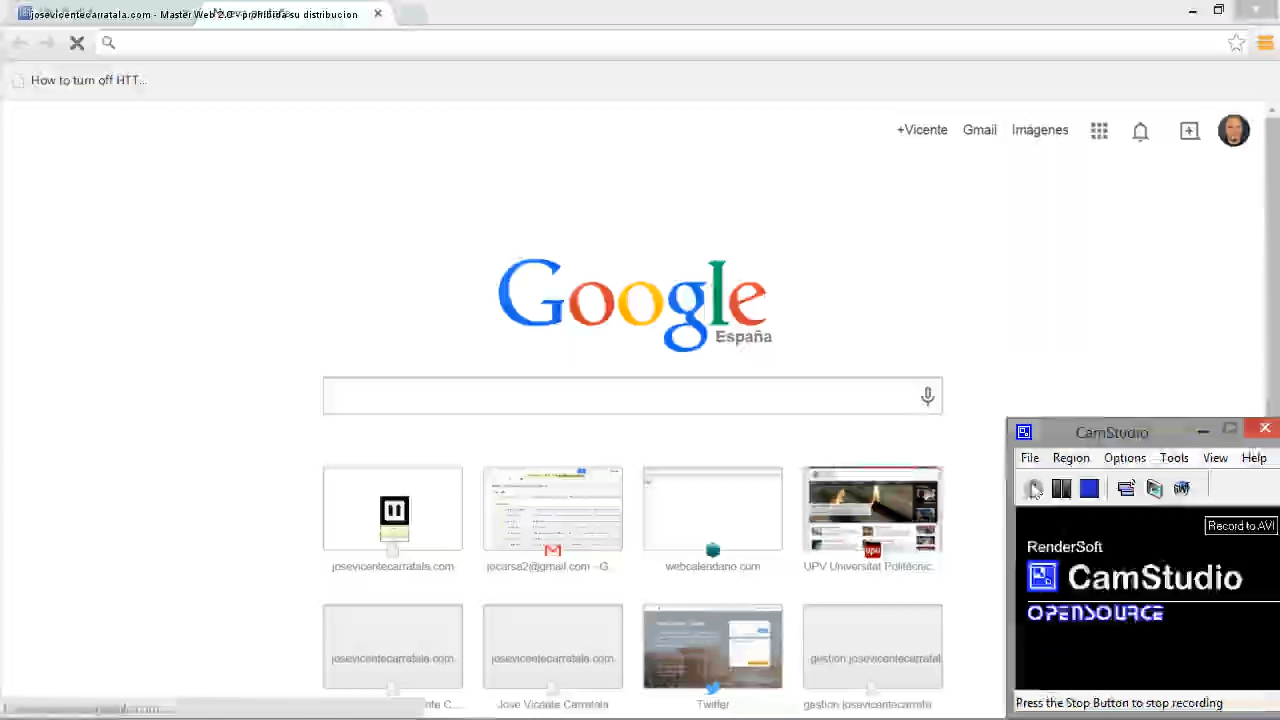 josevicentecarratala.com - Master Web 2.0 - prohibida su distribucion
How to turn off HTT...
+Vicente Gmail Imágenes
Google
España
josevicentecarratala.com
jocarsa2@gmail.com - G...
webcalendario.com
UPV Universitat Politècnic...
josevicentecarratala.com
josevicentecarratala.com
gestion.josevicentecarratal
Jose Vicente Carratala
Twitter
gestion josevicentecarrata
CamStudio
File Region Options Tools View Help
Record to AVI
RenderSoft
CamStudio
OPENSOURCE
Press the Stop Button to stop recording